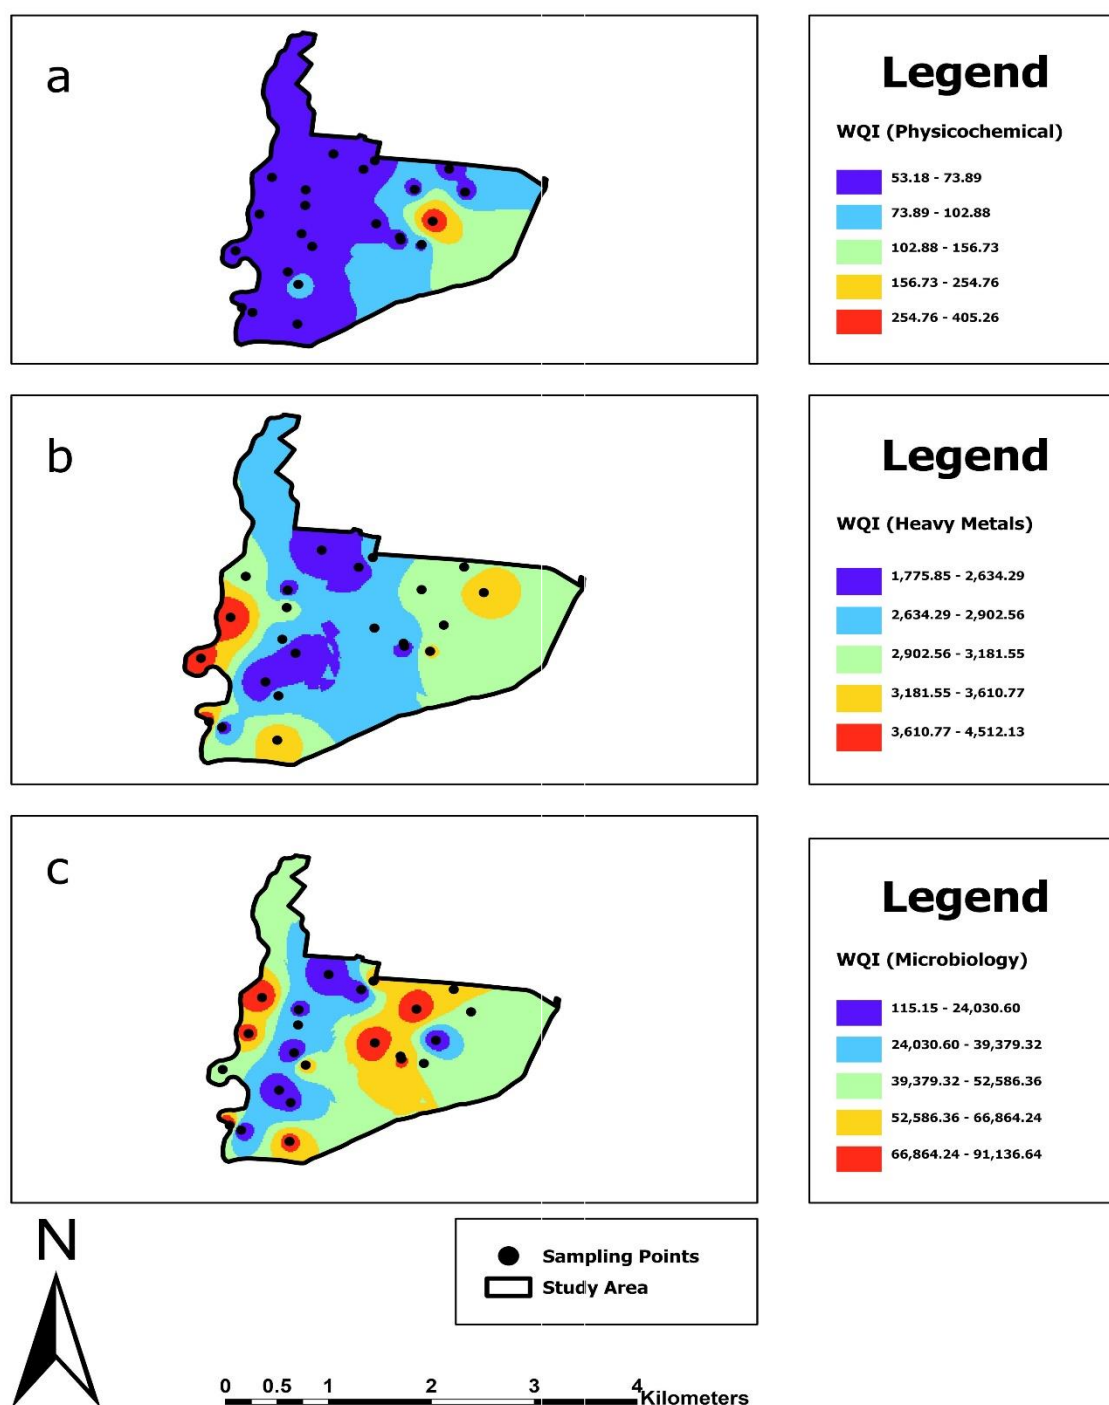 a
Legend
WQI (Physicochemical)
53.18 - 73.89
73.89 - 102.88
102.88 - 156.73
156.73 - 254.76
254.76 - 405.26
b
Legend
WQI (Heavy Metals)
1,775.85 - 2,634.29
2,634.29 - 2,902.56
2,902.56 - 3,181.55
3,181.55 - 3,610.77
3,610.77 - 4,512.13
c
Legend
WQI (Microbiology)
115.15 - 24,030.60
24,030.60 - 39,379.32
39,379.32 - 52,586.36
52,586.36 - 66,864.24
66,864.24 - 91,136.64
N
Sampling Points
Study Area
0 0.5 1 2 3 4
Kilometers